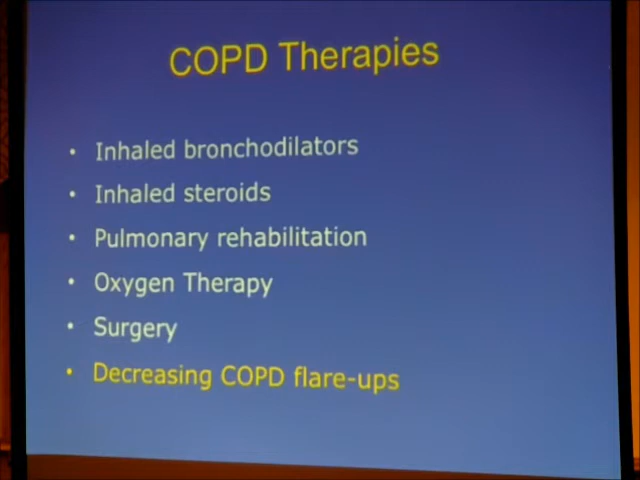 COPD Therapies
• Inhaled bronchodilators
• Inhaled steroids
• Pulmonary rehabilitation
• Oxygen Therapy
• Surgery
• Decreasing COPD flare-ups